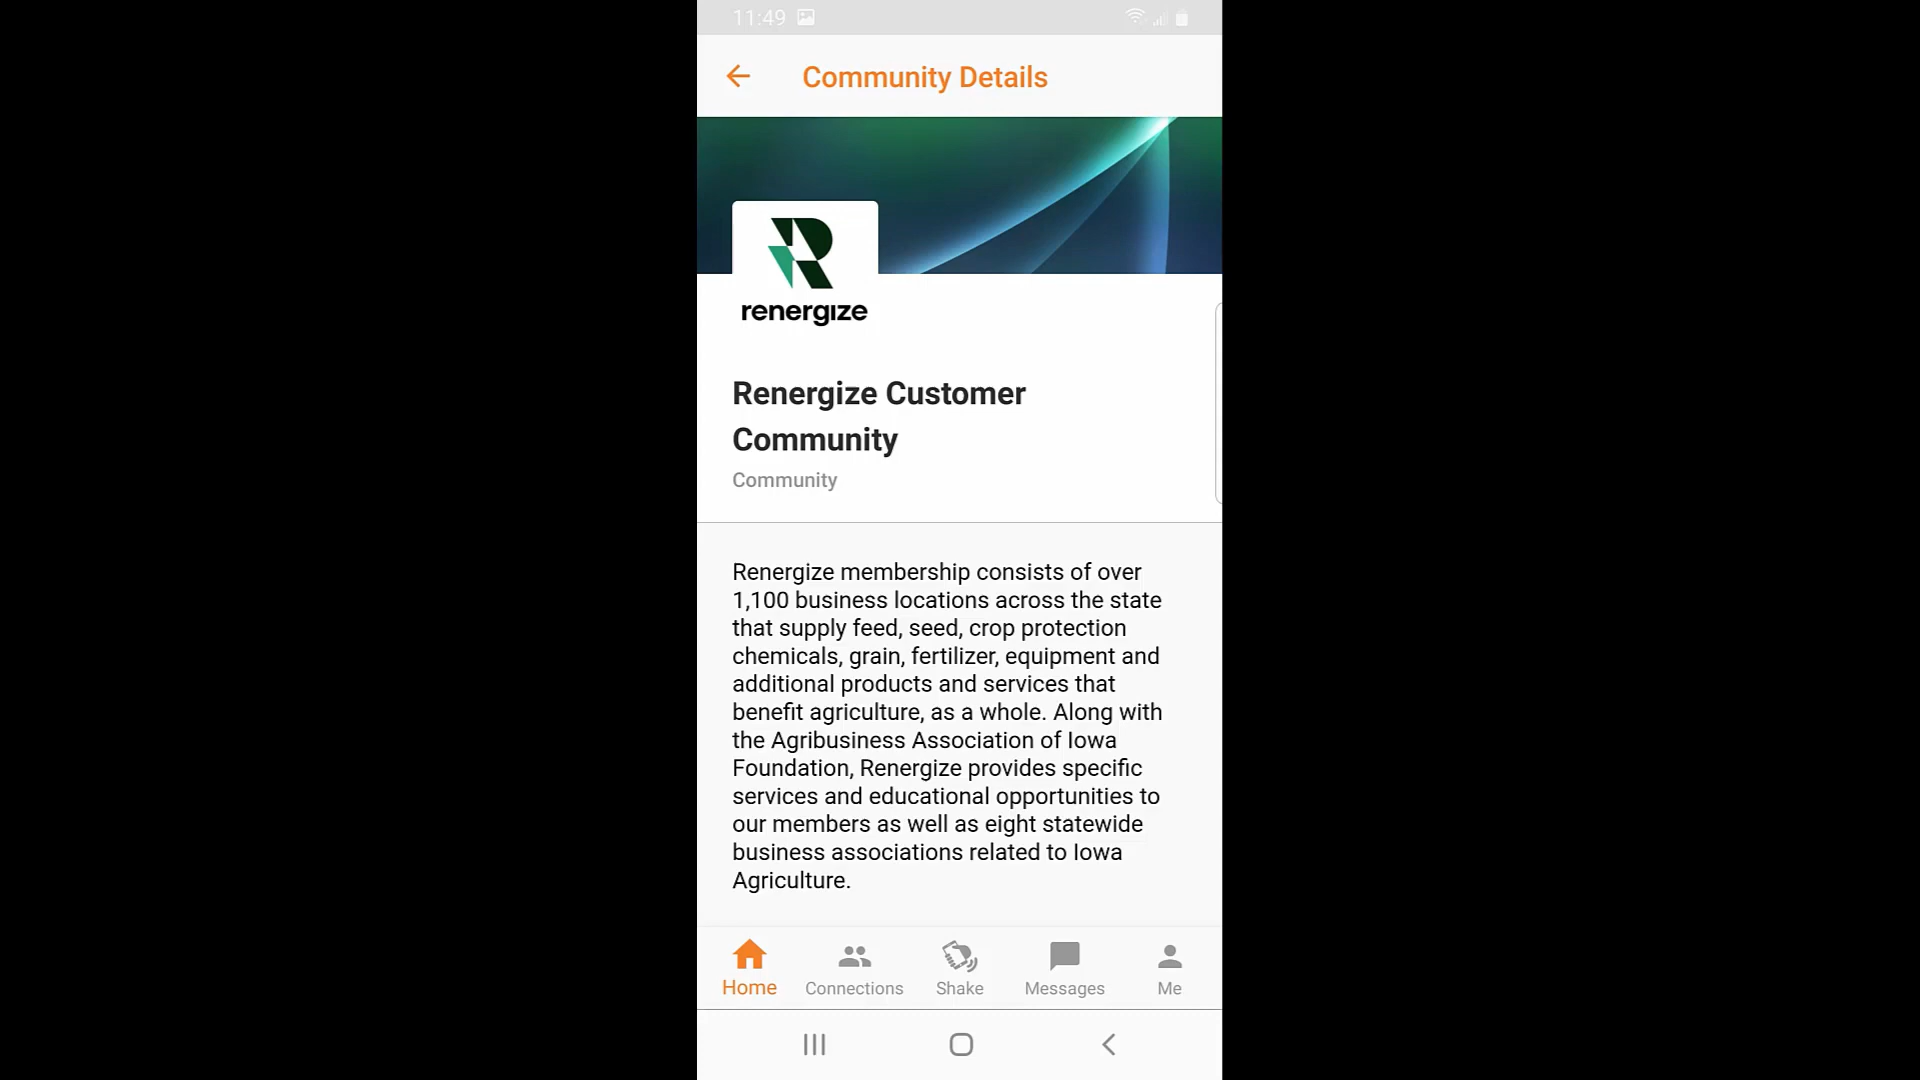 11:49
Community Details
renergize
Renergize Customer
Community
Community
Renergize membership consists of over
1,100 business locations across the state
that supply feed, seed, crop protection
chemicals, grain, fertilizer, equipment and
additional products and services that
benefit agriculture, as a whole. Along with
the Agribusiness Association of Iowa
Foundation, Renergize provides specific
services and educational opportunities to
our members as well as eight statewide
business associations related to Iowa
Agriculture.
Home Connections Shake Messages Me